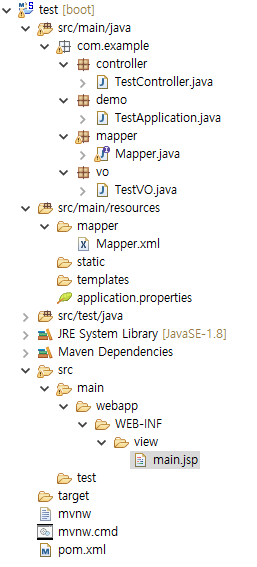 test [boot]
src/main/java
com.example
controller
TestController.java
demo
TestApplication.java
mapper
Mapper.java
vo
TestVO.java
src/main/resources
mapper
Mapper.xml
static
templates
application.properties
src/test/java
JRE System Library [JavaSE-1.8]
Maven Dependencies
src
main
webapp
WEB-INF
view
main.jsp
test
target
mvnw
mvnw.cmd
pom.xml